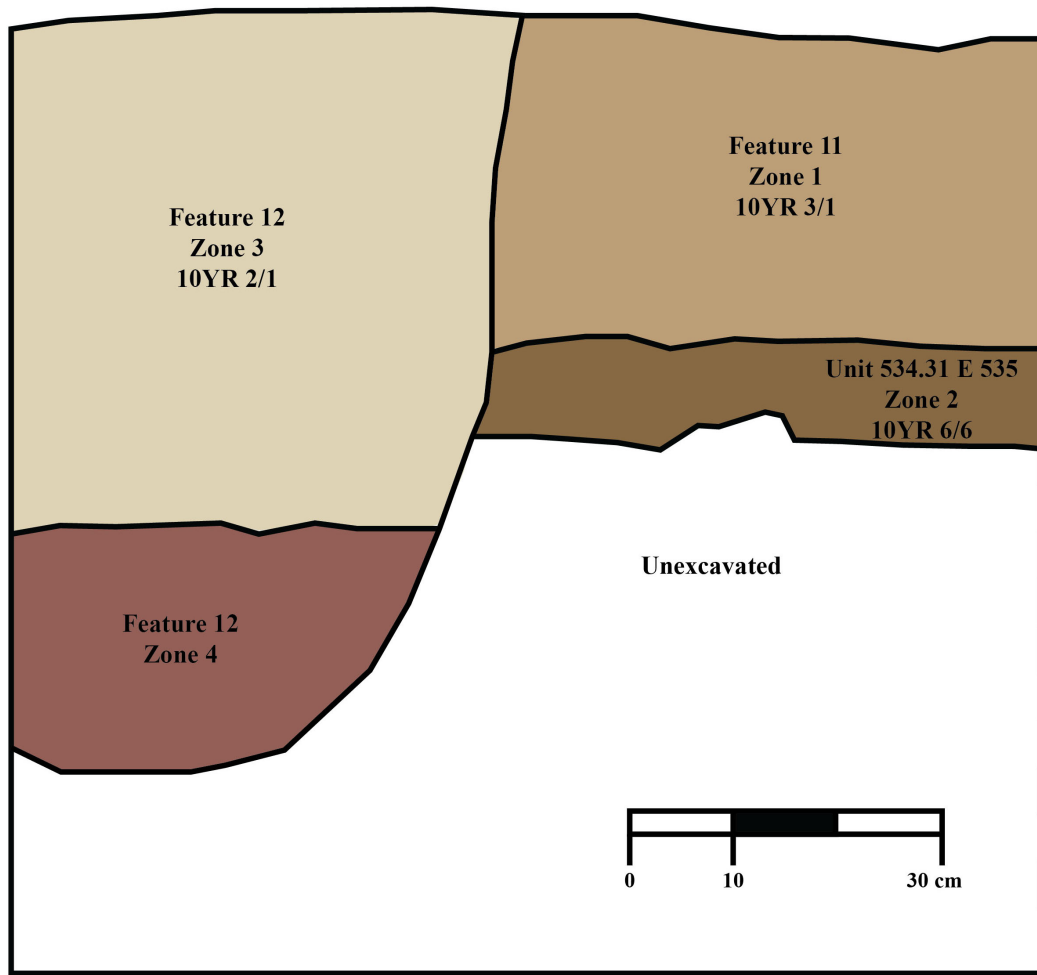 Feature 12
Zone 3
10YR 2/1
Feature 11
Zone 1
10YR 3/1
Unit 534.31 E 535
Zone 2
10YR 6/6
Unexcavated
Feature 12
Zone 4
0 10 30 cm